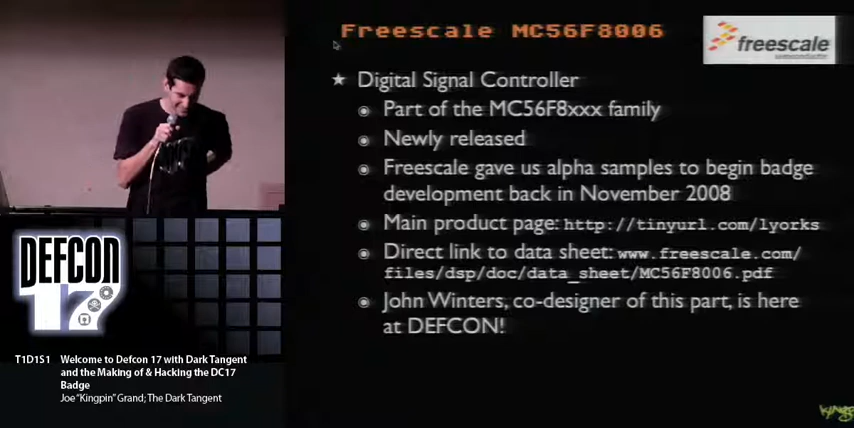 Freescale MC56F8006
freescale
semiconductor
★ Digital Signal Controller
Part of the MC56F8xxx family
Newly released
Freescale gave us alpha samples to begin badge
development back in November 2008
Main product page: http://tinyurl.com/lyorks
Direct link to data sheet: www.freescale.com/
files/dsp/doc/data_sheet/MC56F8006.pdf
John Winters, co-designer of this part, is here
at DEFCON!
DEFCON
17
T1D1S1 Welcome to Defcon 17 with Dark Tangent
and the Making of & Hacking the DC17
Badge
Joe "Kingpin" Grand; The Dark Tangent